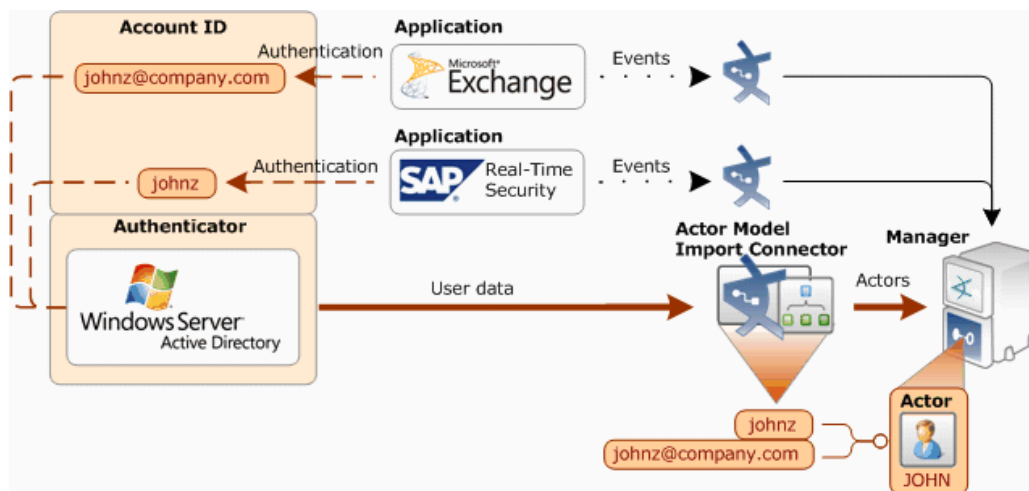 Account ID
johnz@company.com
Authentication
Application
Microsoft®
Exchange
Events
johnz
Authentication
Application
SAP
Real-Time
Security
Events
Authenticator
Windows Server
Active Directory
User data
Actor Model
Import Connector
Actors
Manager
johnz
johnz@company.com
Actor
JOHN